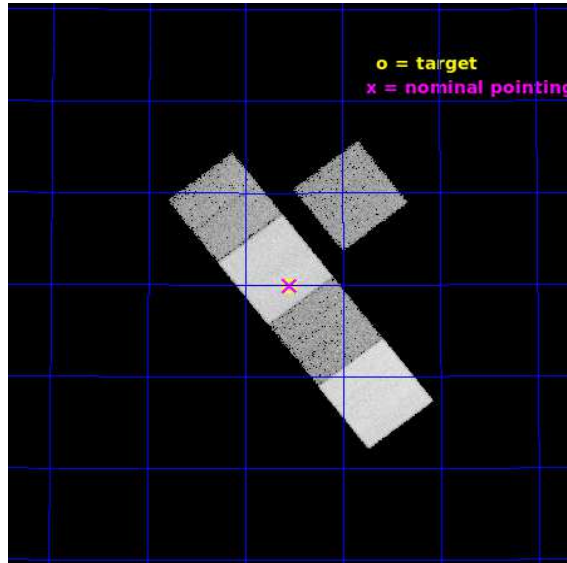 o = target
x = nominal pointing